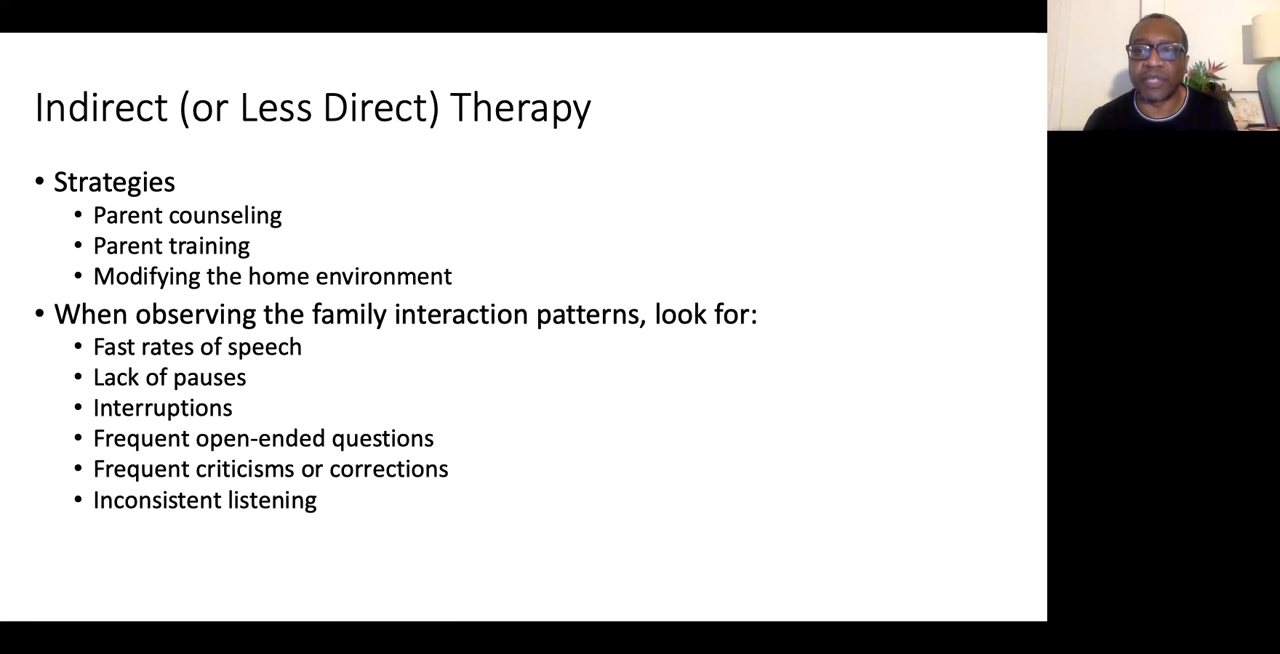 Indirect (or Less Direct) Therapy
• Strategies
• Parent counseling
• Parent training
• Modifying the home environment
• When observing the family interaction patterns, look for:
• Fast rates of speech
• Lack of pauses
• Interruptions
• Frequent open-ended questions
• Frequent criticisms or corrections
• Inconsistent listening